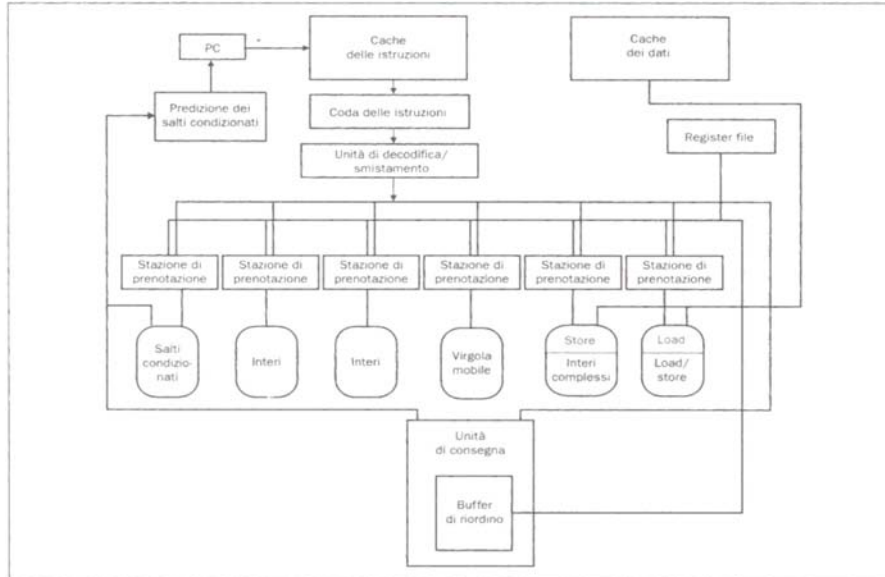 PC
Cache
delle istruzioni
Cache
dei dati
Predizione dei
salti condizionati
Coda delle istruzioni
Register file
Unità di decodifica/
smistamento
Stazione di
prenotazione
Stazione di
prenotazione
Stazione di
prenotazione
Stazione di
prenotazione
Stazione di
prenotazione
Stazione di
prenotazione
Salti
condizio-
nati
Interi
Interi
Virgola
mobile
Store
Interi
complessi
Load
Load/
store
Unità
di consegna
Buffer
di riordino